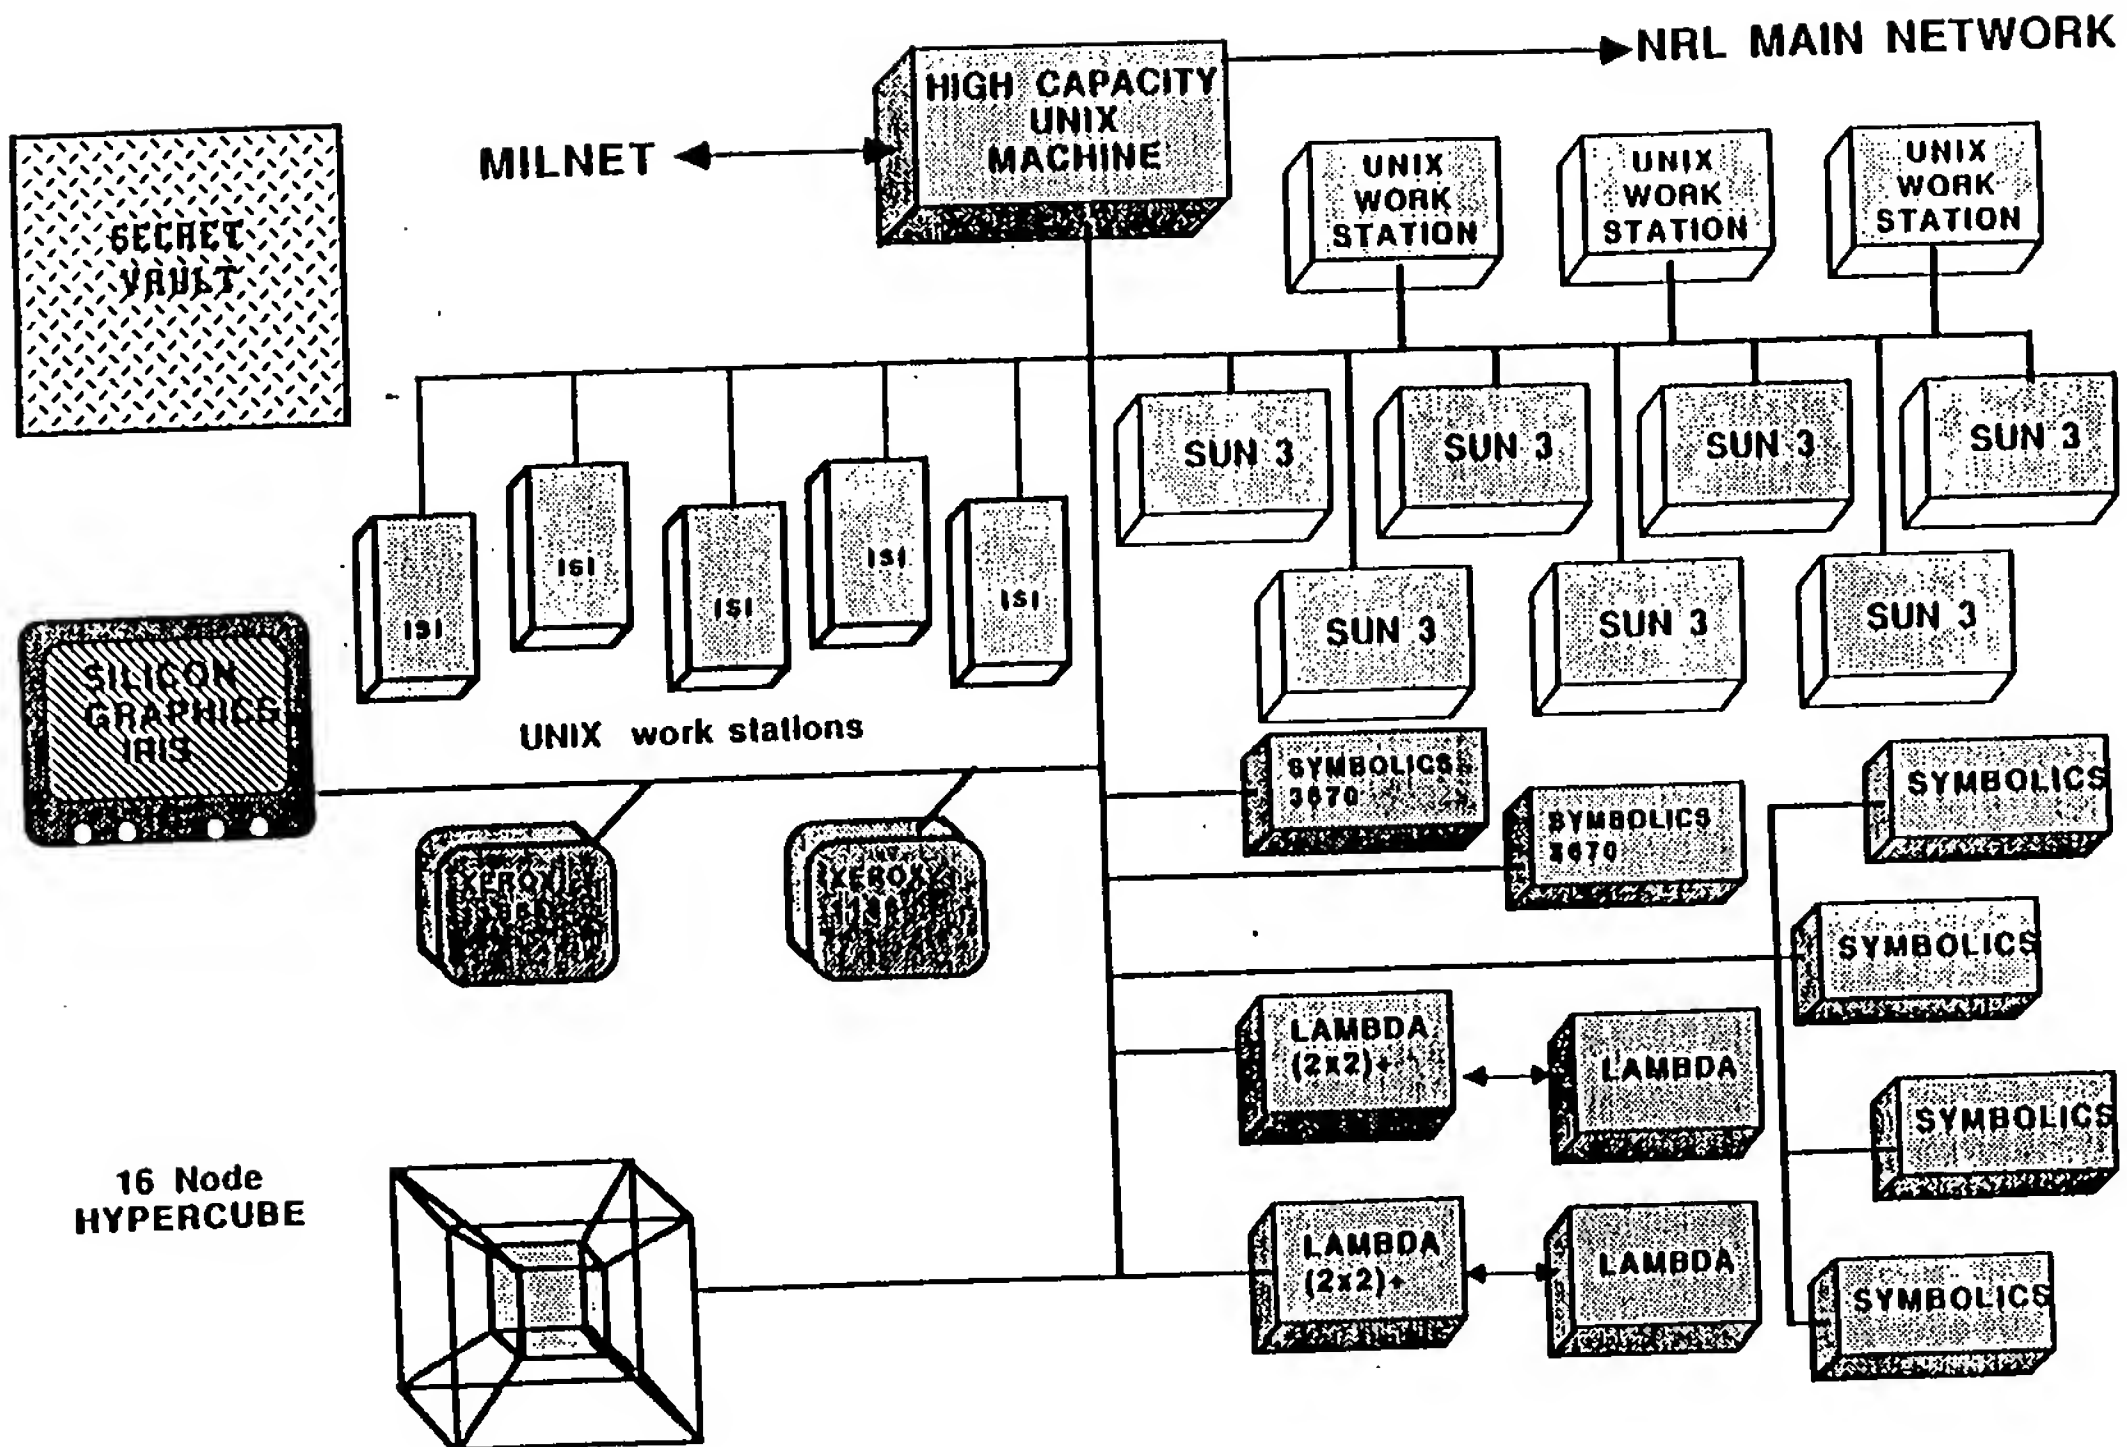 NRL MAIN NETWORK
HIGH CAPACITY
UNIX
MACHINE
MILNET
UNIX
WORK
STATION
UNIX
WORK
STATION
UNIX
WORK
STATION
SECRET
VAULT
SUN 3
SUN 3
SUN 3
SUN 3
ISI
ISI
ISI
ISI
ISI
SUN 3
SUN 3
SUN 3
SILICON
GRAPHICS
IRIS
UNIX work stations
SYMBOLICS
3670
SYMBOLICS
3670
SYMBOLICS
XEROX
XEROX
SYMBOLICS
LAMBDA
(2x2)+
LAMBDA
SYMBOLICS
16 Node
HYPERCUBE
LAMBDA
(2x2)+
LAMBDA
SYMBOLICS